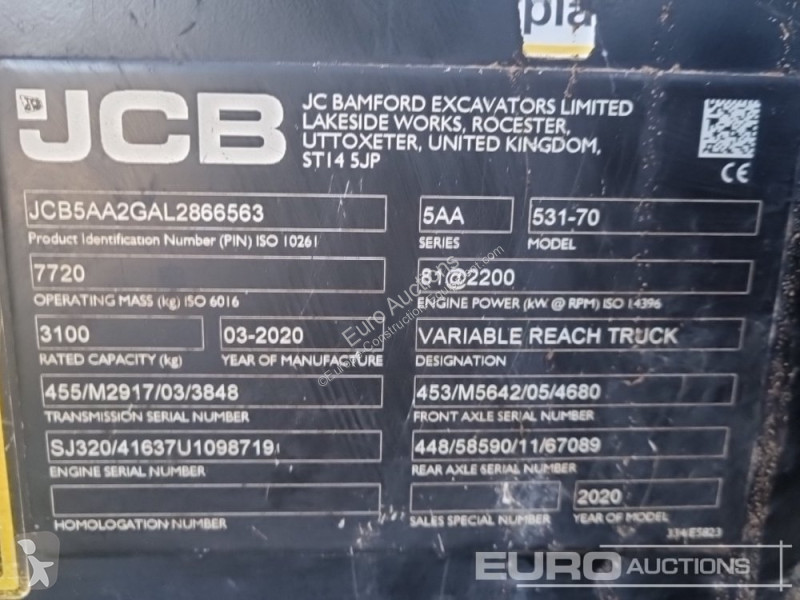 pla
JCB
JC BAMFORD EXCAVATORS LIMITED
LAKESIDE WORKS, ROCESTER,
UTTOXETER, UNITED KINGDOM,
ST14 5JP
CE
JCB5AA2GAL2866563
Product Identification Number (PIN) ISO 10261
5AA
SERIES
531-70
MODEL
7720
OPERATING MASS (kg) ISO 6016
81@2200
ENGINE POWER (kW @ RPM) ISO 14396
3100
RATED CAPACITY (kg)
03-2020
YEAR OF MANUFACTURE
VARIABLE REACH TRUCK
DESIGNATION
455/M2917/03/3848
TRANSMISSION SERIAL NUMBER
453/M5642/05/4680
FRONT AXLE SERIAL NUMBER
SJ320/41637U1098719
ENGINE SERIAL NUMBER
448/58590/11/67089
REAR AXLE SERIAL NUMBER
HOMOLOGATION NUMBER
SALES SPECIAL NUMBER
2020
YEAR OF MODEL
334/E5823
Euro Auctions
EURO AUCTIONS